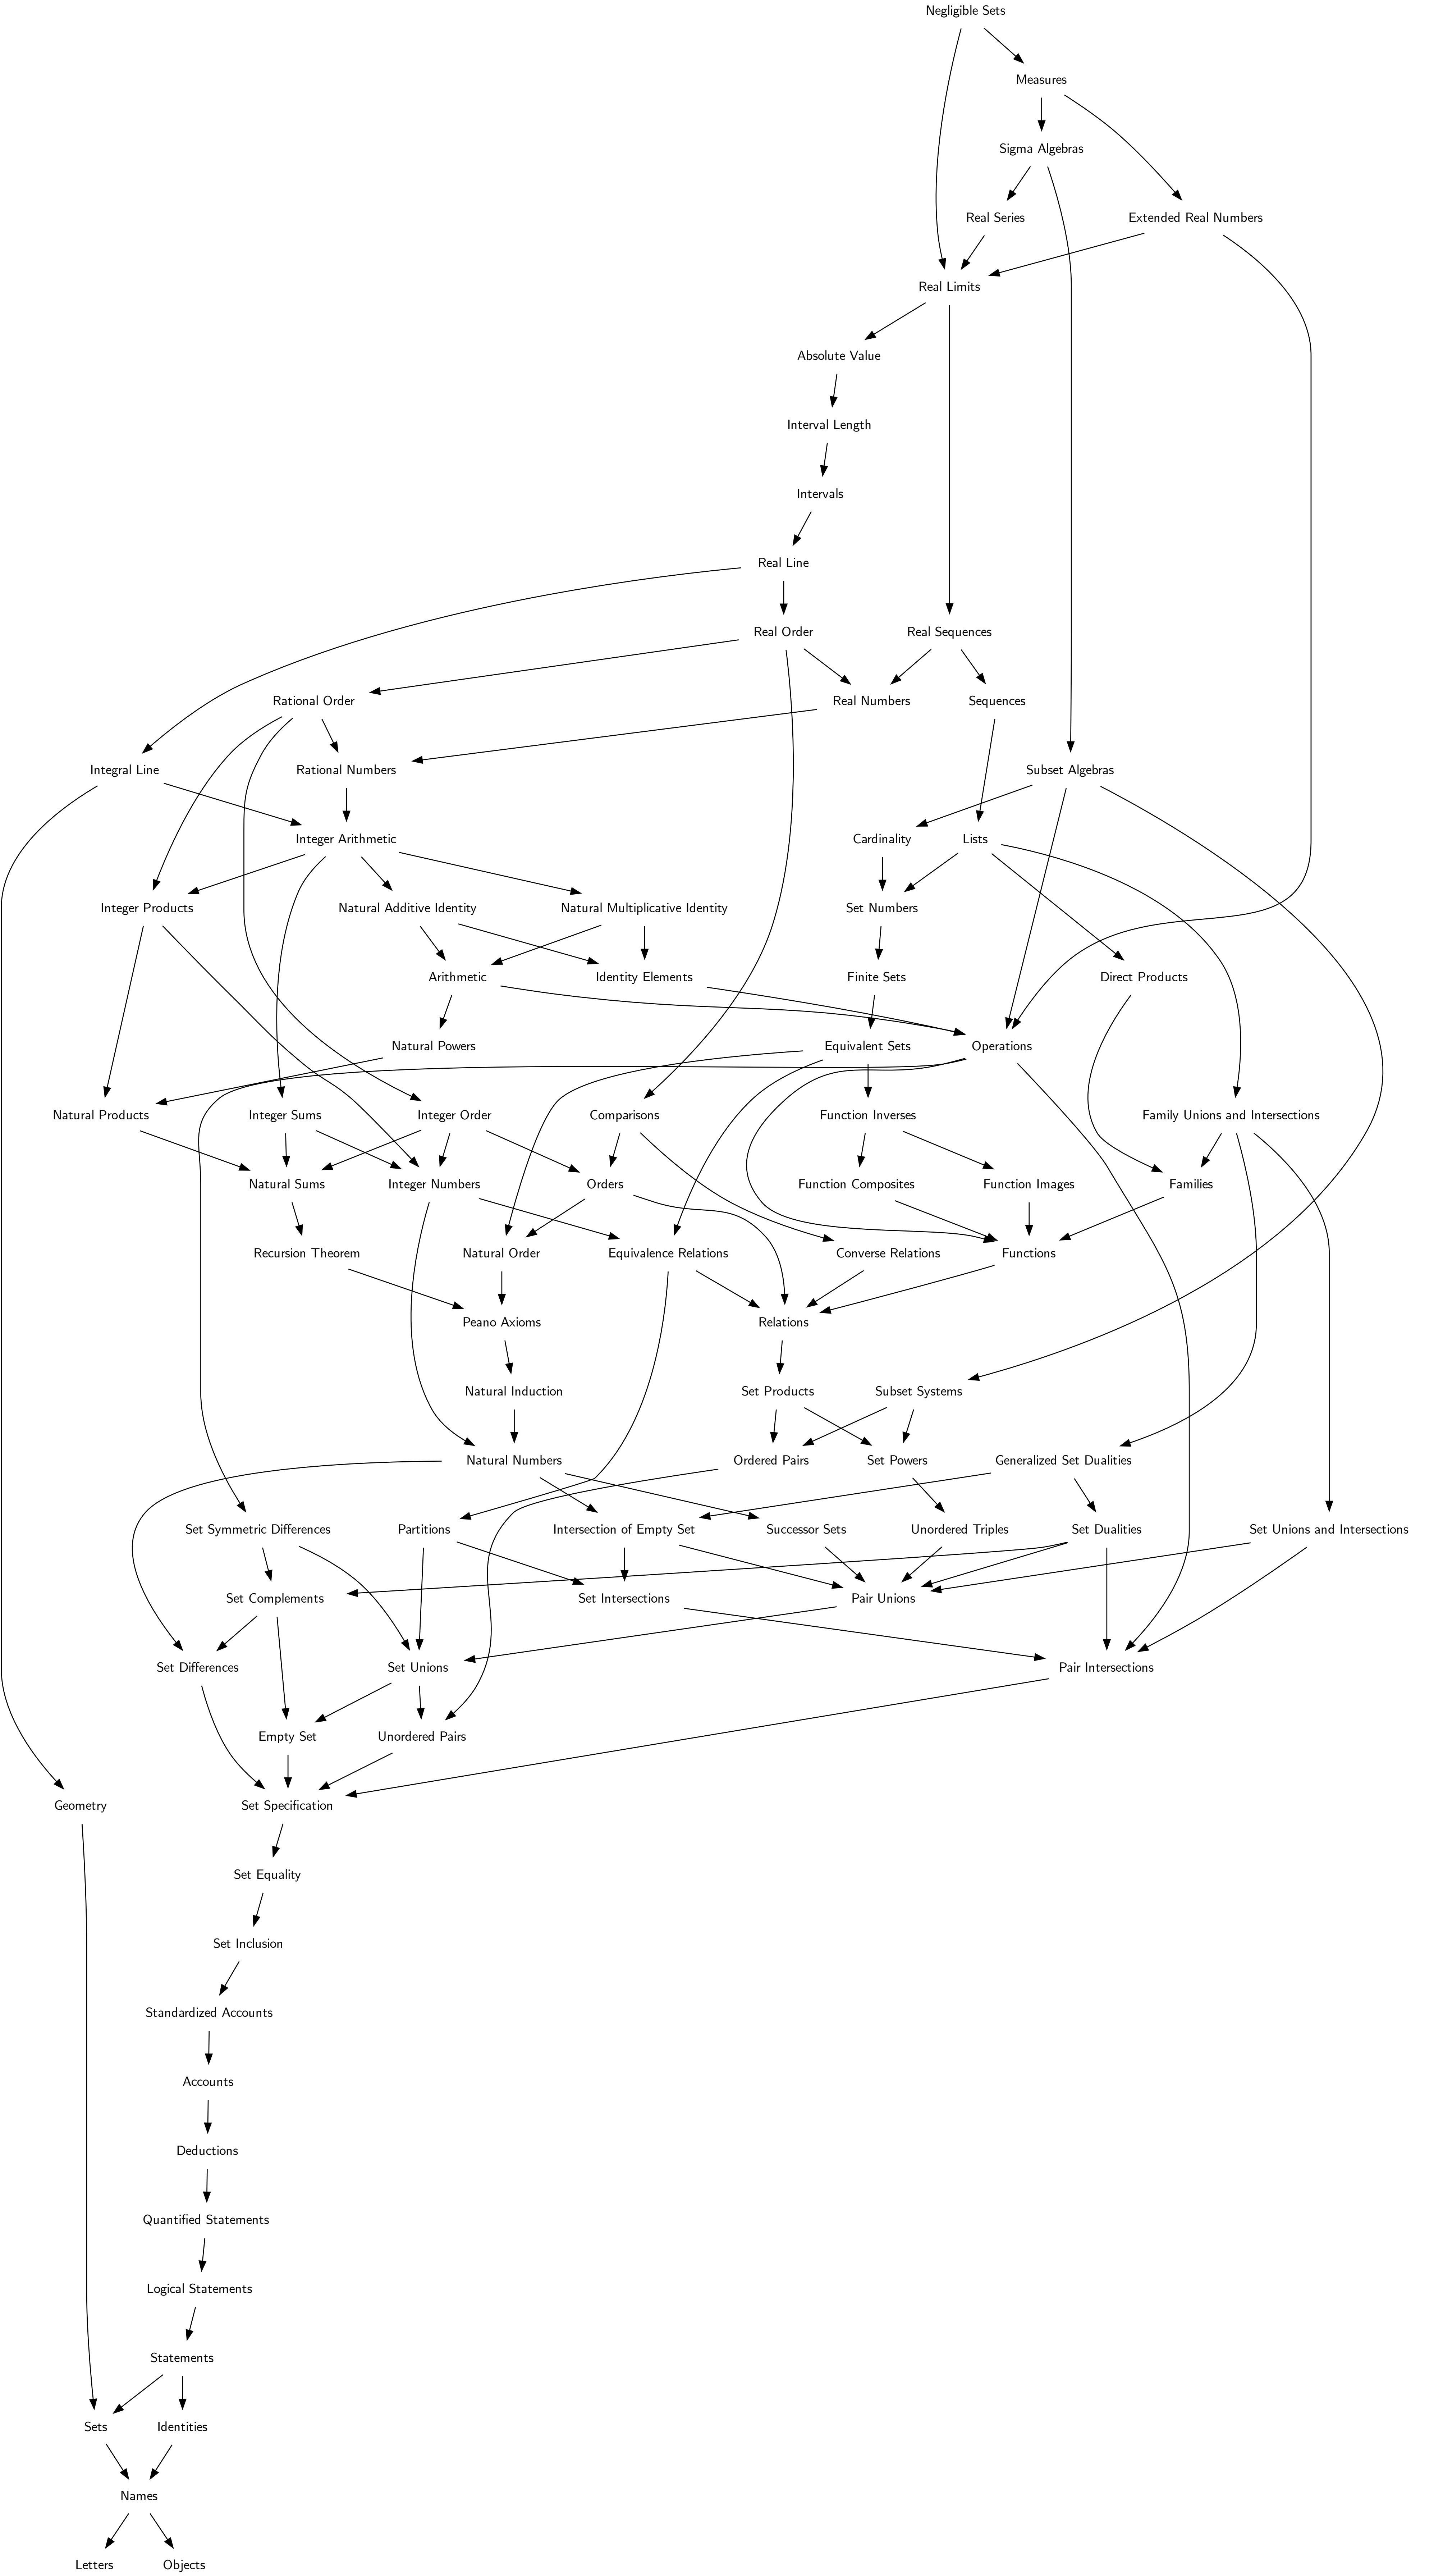 Negligible Sets
Measures
Sigma Algebras
Real Series
Extended Real Numbers
Real Limits
Absolute Value
Interval Length
Intervals
Real Line
Real Order
Real Sequences
Rational Order
Real Numbers
Sequences
Integral Line
Rational Numbers
Subset Algebras
Integer Arithmetic
Cardinality
Lists
Integer Products
Natural Additive Identity
Natural Multiplicative Identity
Set Numbers
Arithmetic
Identity Elements
Finite Sets
Direct Products
Natural Powers
Equivalent Sets
Operations
Natural Products
Integer Sums
Integer Order
Comparisons
Function Inverses
Family Unions and Intersections
Natural Sums
Integer Numbers
Orders
Function Composites
Function Images
Families
Recursion Theorem
Natural Order
Equivalence Relations
Converse Relations
Functions
Peano Axioms
Relations
Natural Induction
Set Products
Subset Systems
Natural Numbers
Ordered Pairs
Set Powers
Generalized Set Dualities
Set Symmetric Differences
Partitions
Intersection of Empty Set
Successor Sets
Unordered Triples
Set Dualities
Set Unions and Intersections
Set Complements
Set Intersections
Pair Unions
Set Differences
Set Unions
Pair Intersections
Empty Set
Unordered Pairs
Geometry
Set Specification
Set Equality
Set Inclusion
Standardized Accounts
Accounts
Deductions
Quantified Statements
Logical Statements
Statements
Sets
Identities
Names
Letters
Objects